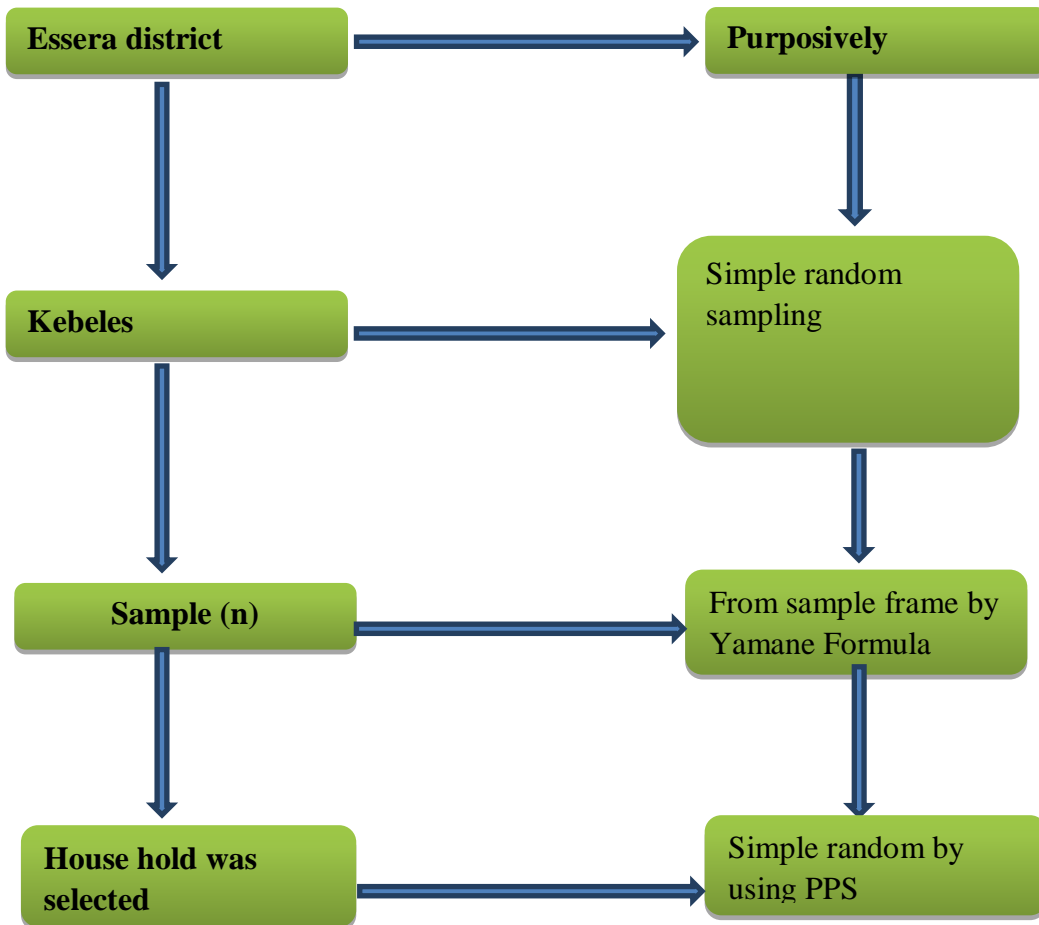 Essera district
Purposively
Kebeles
Simple random
sampling
Sample (n)
From sample frame by
Yamane Formula
House hold was
selected
Simple random by
using PPS